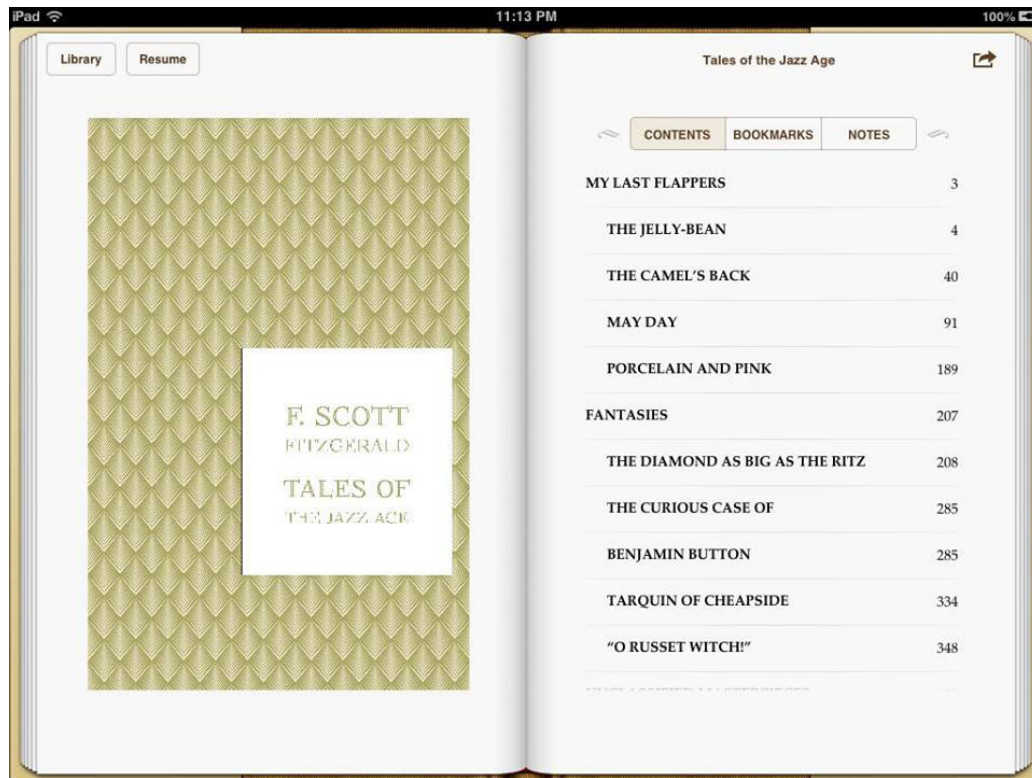 iPad 11:13 PM 100%
Library Resume Tales of the Jazz Age
CONTENTS BOOKMARKS NOTES
MY LAST FLAPPERS 3
THE JELLY-BEAN 4
THE CAMEL'S BACK 40
MAY DAY 91
PORCELAIN AND PINK 189
FANTASIES 207
THE DIAMOND AS BIG AS THE RITZ 208
THE CURIOUS CASE OF 285
BENJAMIN BUTTON 285
TARQUIN OF CHEAPSIDE 334
“O RUSSET WITCH!” 348
UNCLASSIFIED MASTERPIECES
F. SCOTT
FITZGERALD
TALES OF
THE JAZZ AGE